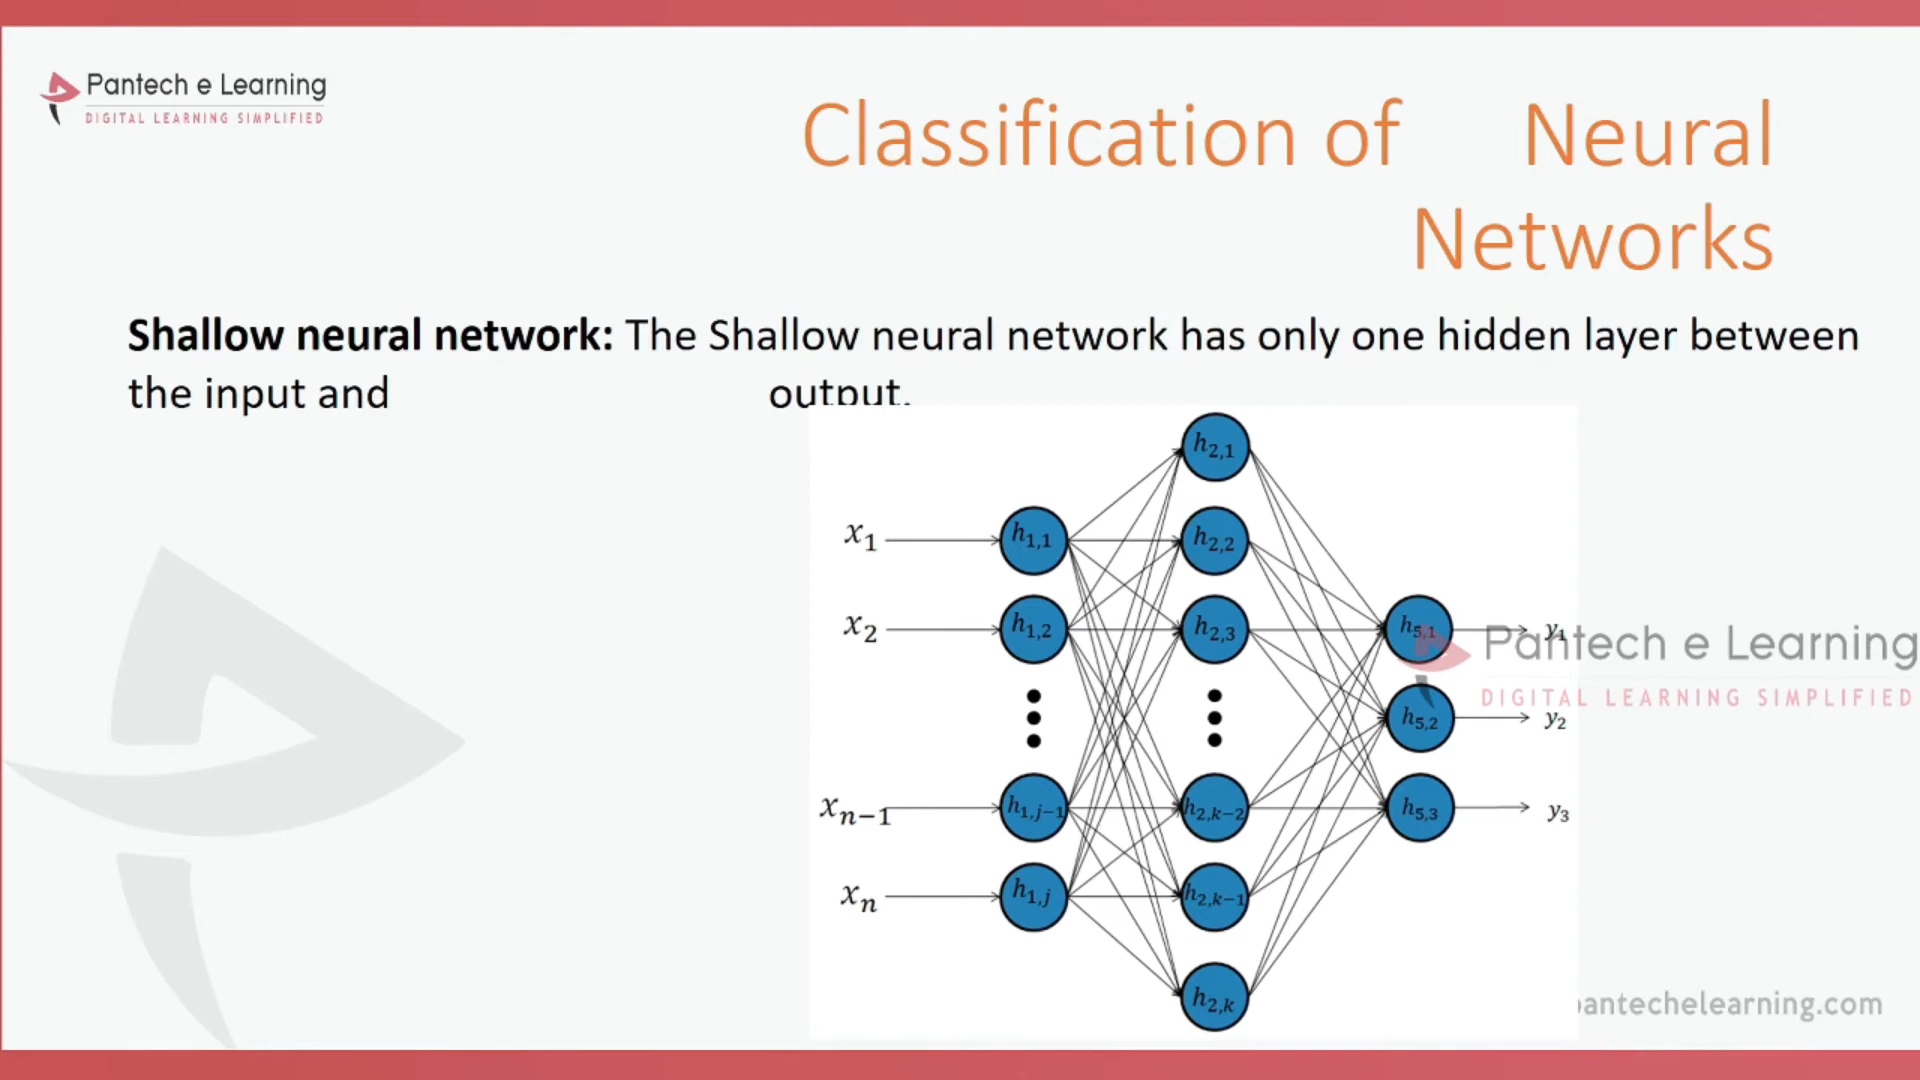 Pantech e Learning
DIGITAL LEARNING SIMPLIFIED
Classification of Neural
Networks
Shallow neural network: The Shallow neural network has only one hidden layer between
the input and output.
h2,1
x1 h1,1 h2,2
x2 h1,2 h2,3 h5,1 y1
Pantech e Learning
DIGITAL LEARNING SIMPLIFIED
h5,2 y2
xn−1 h1,j−1 h2,k−2 h5,3 y3
xn h1,j h2,k−1
h2,k
antechelearning.com